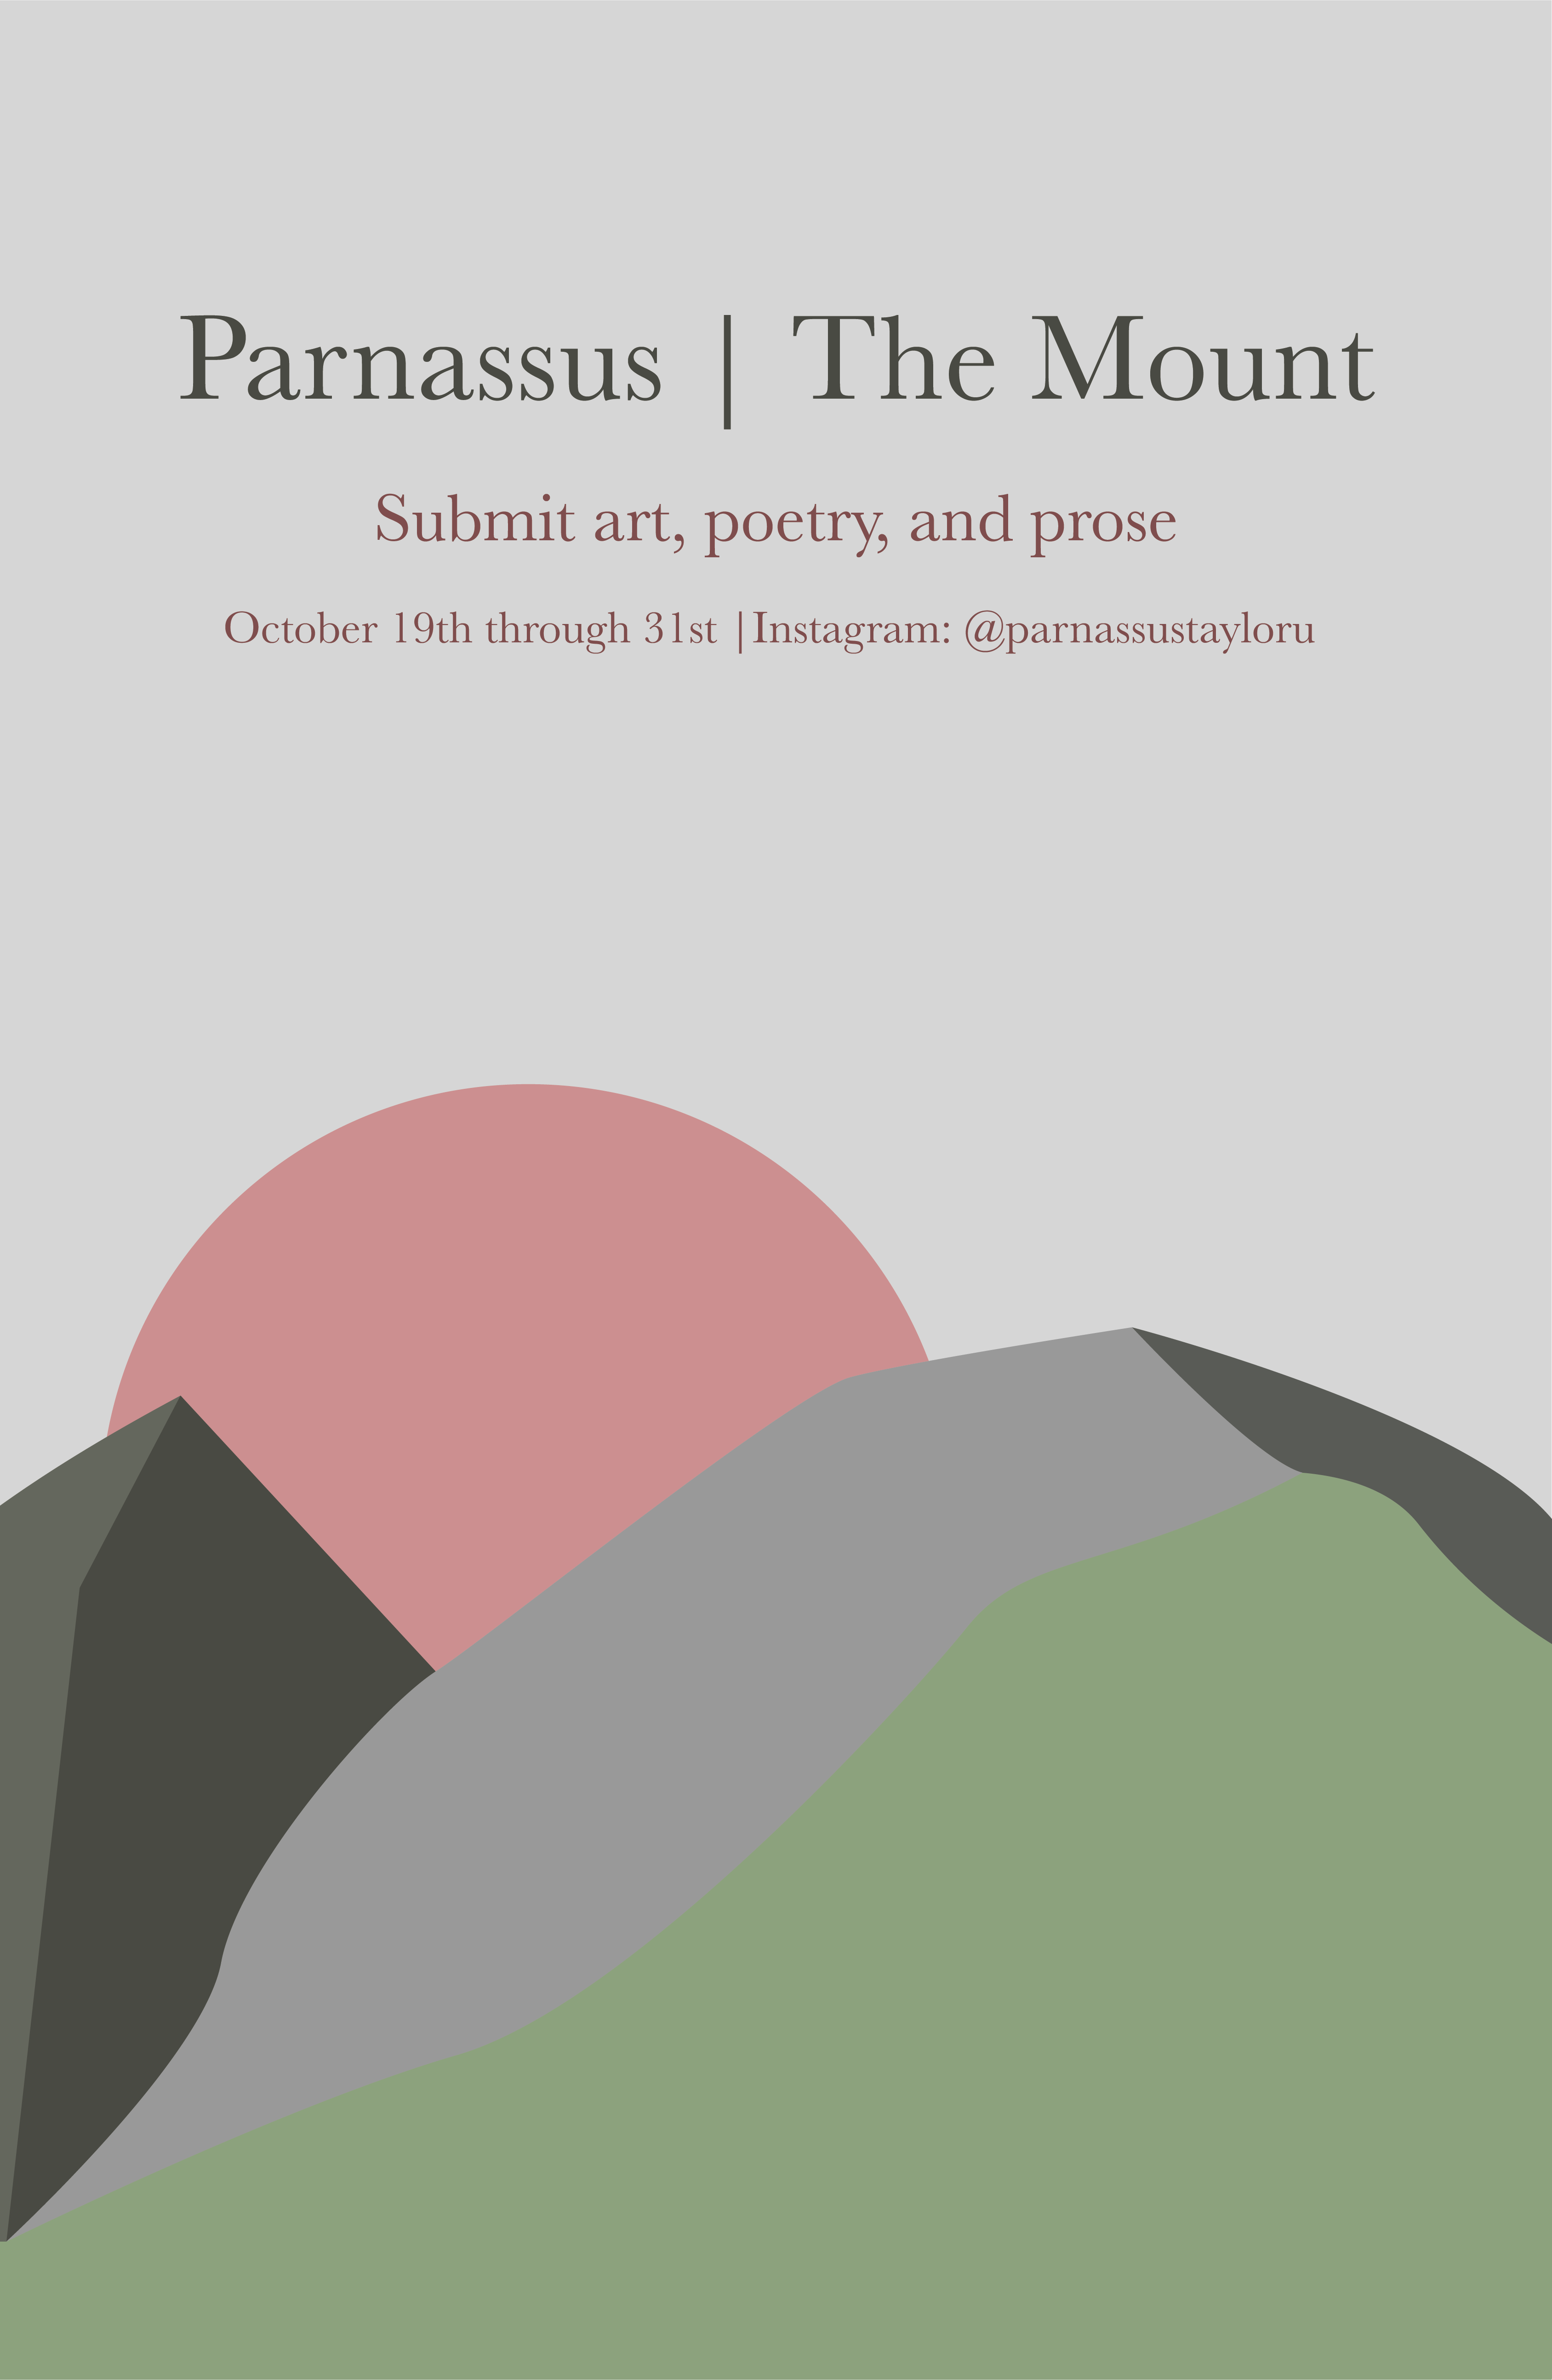 Parnassus | The Mount
Submit art, poetry, and prose
October 19th through 31st | Instagram: @parnassustayloru